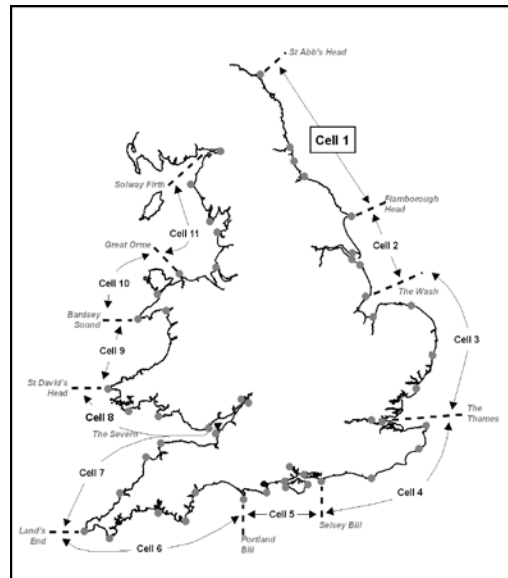 St Abb's Head
Cell 1
Solway Firth
Flamborough
Head
Cell 11
Great Orme
Cell 2
Cell 10
The Wash
Bardsey
Sound
Cell 3
Cell 9
St David's
Head
Cell 8
The
Thames
The Severn
Cell 7
Cell 4
Cell 5
Selsey Bill
Land's
End
Cell 6
Portland
Bill